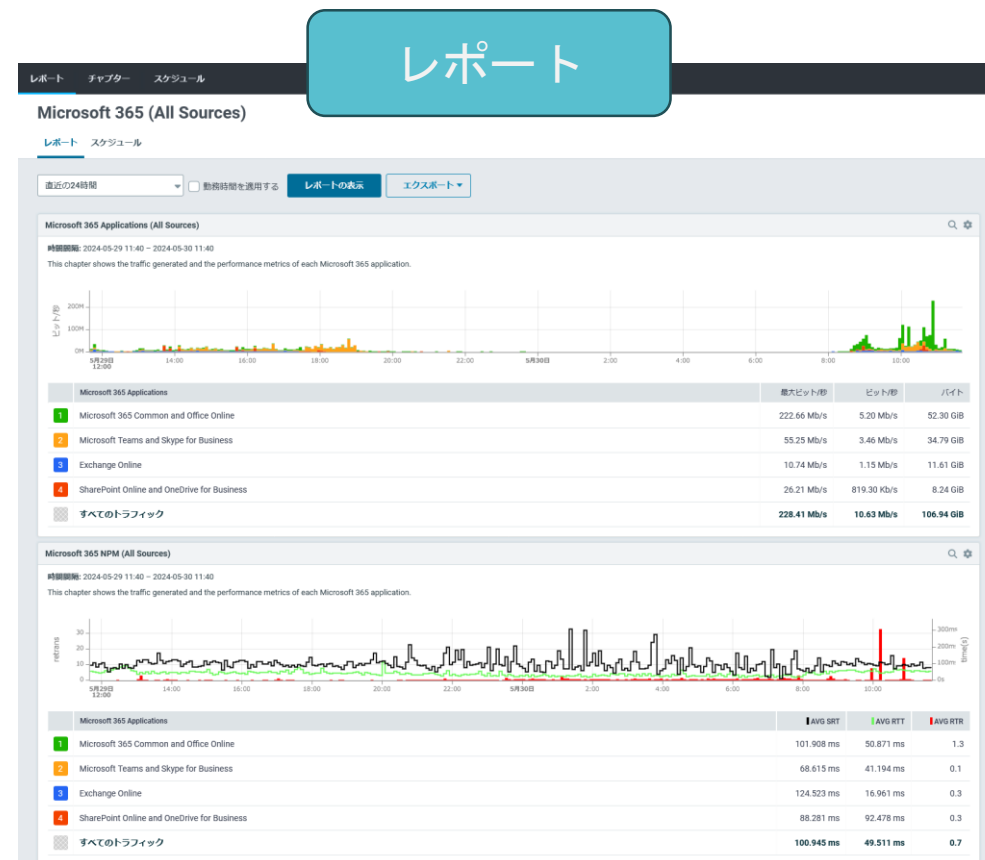 レポート
レポート チャプター スケジュール
Microsoft 365 (All Sources)
レポート スケジュール
直近の24時間 勤務時間を適用する レポートの表示 エクスポート
Microsoft 365 Applications (All Sources)
時間間隔: 2024-05-29 11:40 – 2024-05-30 11:40
This chapter shows the traffic generated and the performance metrics of each Microsoft 365 application.
ビット/秒
200M
100M
0M
5月29日 12:00 14:00 16:00 18:00 20:00 22:00 5月30日 2:00 4:00 6:00 8:00 10:00
Microsoft 365 Applications 最大ビット/秒 ビット/秒 バイト
1 Microsoft 365 Common and Office Online 222.66 Mb/s 5.20 Mb/s 52.30 GiB
2 Microsoft Teams and Skype for Business 55.25 Mb/s 3.46 Mb/s 34.79 GiB
3 Exchange Online 10.74 Mb/s 1.15 Mb/s 11.61 GiB
4 SharePoint Online and OneDrive for Business 26.21 Mb/s 819.30 Kb/s 8.24 GiB
すべてのトラフィック 228.41 Mb/s 10.63 Mb/s 106.94 GiB
Microsoft 365 NPM (All Sources)
時間間隔: 2024-05-29 11:40 – 2024-05-30 11:40
This chapter shows the traffic generated and the performance metrics of each Microsoft 365 application.
retrans
30 300m
20 200m
10 100m
0 0s
time(s)
5月29日 12:00 14:00 16:00 18:00 20:00 22:00 5月30日 2:00 4:00 6:00 8:00 10:00
Microsoft 365 Applications AVG SRT AVG RTT AVG RTR
1 Microsoft 365 Common and Office Online 101.908 ms 50.871 ms 1.3
2 Microsoft Teams and Skype for Business 68.615 ms 41.194 ms 0.1
3 Exchange Online 124.523 ms 16.961 ms 0.3
4 SharePoint Online and OneDrive for Business 88.281 ms 92.478 ms 0.3
すべてのトラフィック 100.945 ms 49.511 ms 0.7